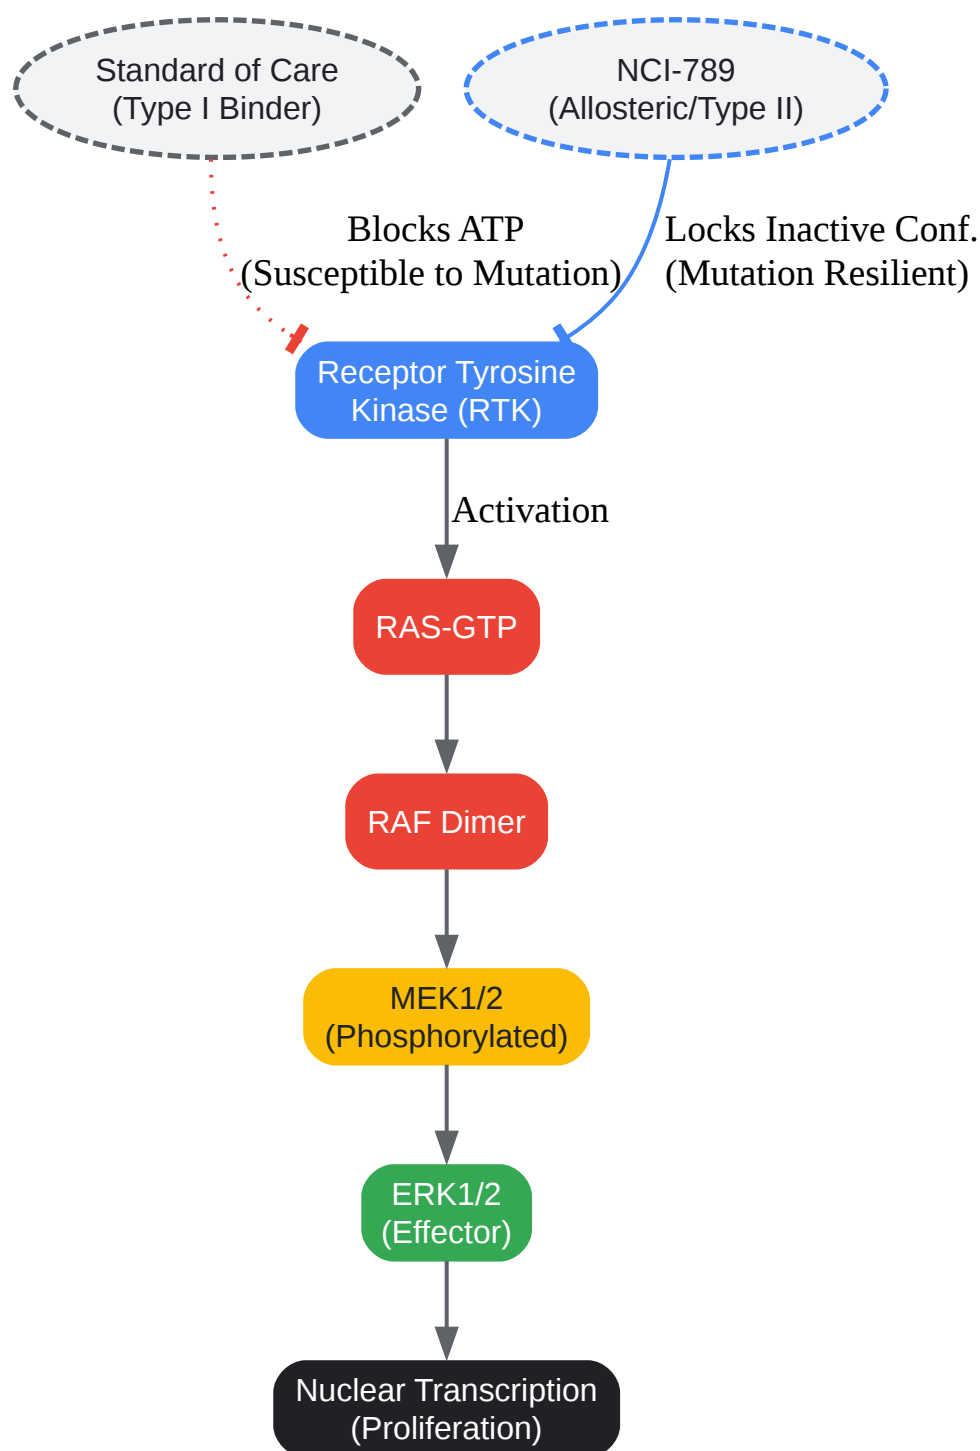 Standard of Care
(Type I Binder)
NCI-789
(Allosteric/Type II)
Blocks ATP
(Susceptible to Mutation)
Locks Inactive Conf.
(Mutation Resilient)
Receptor Tyrosine
Kinase (RTK)
Activation
RAS-GTP
RAF Dimer
MEK1/2
(Phosphorylated)
ERK1/2
(Effector)
Nuclear Transcription
(Proliferation)